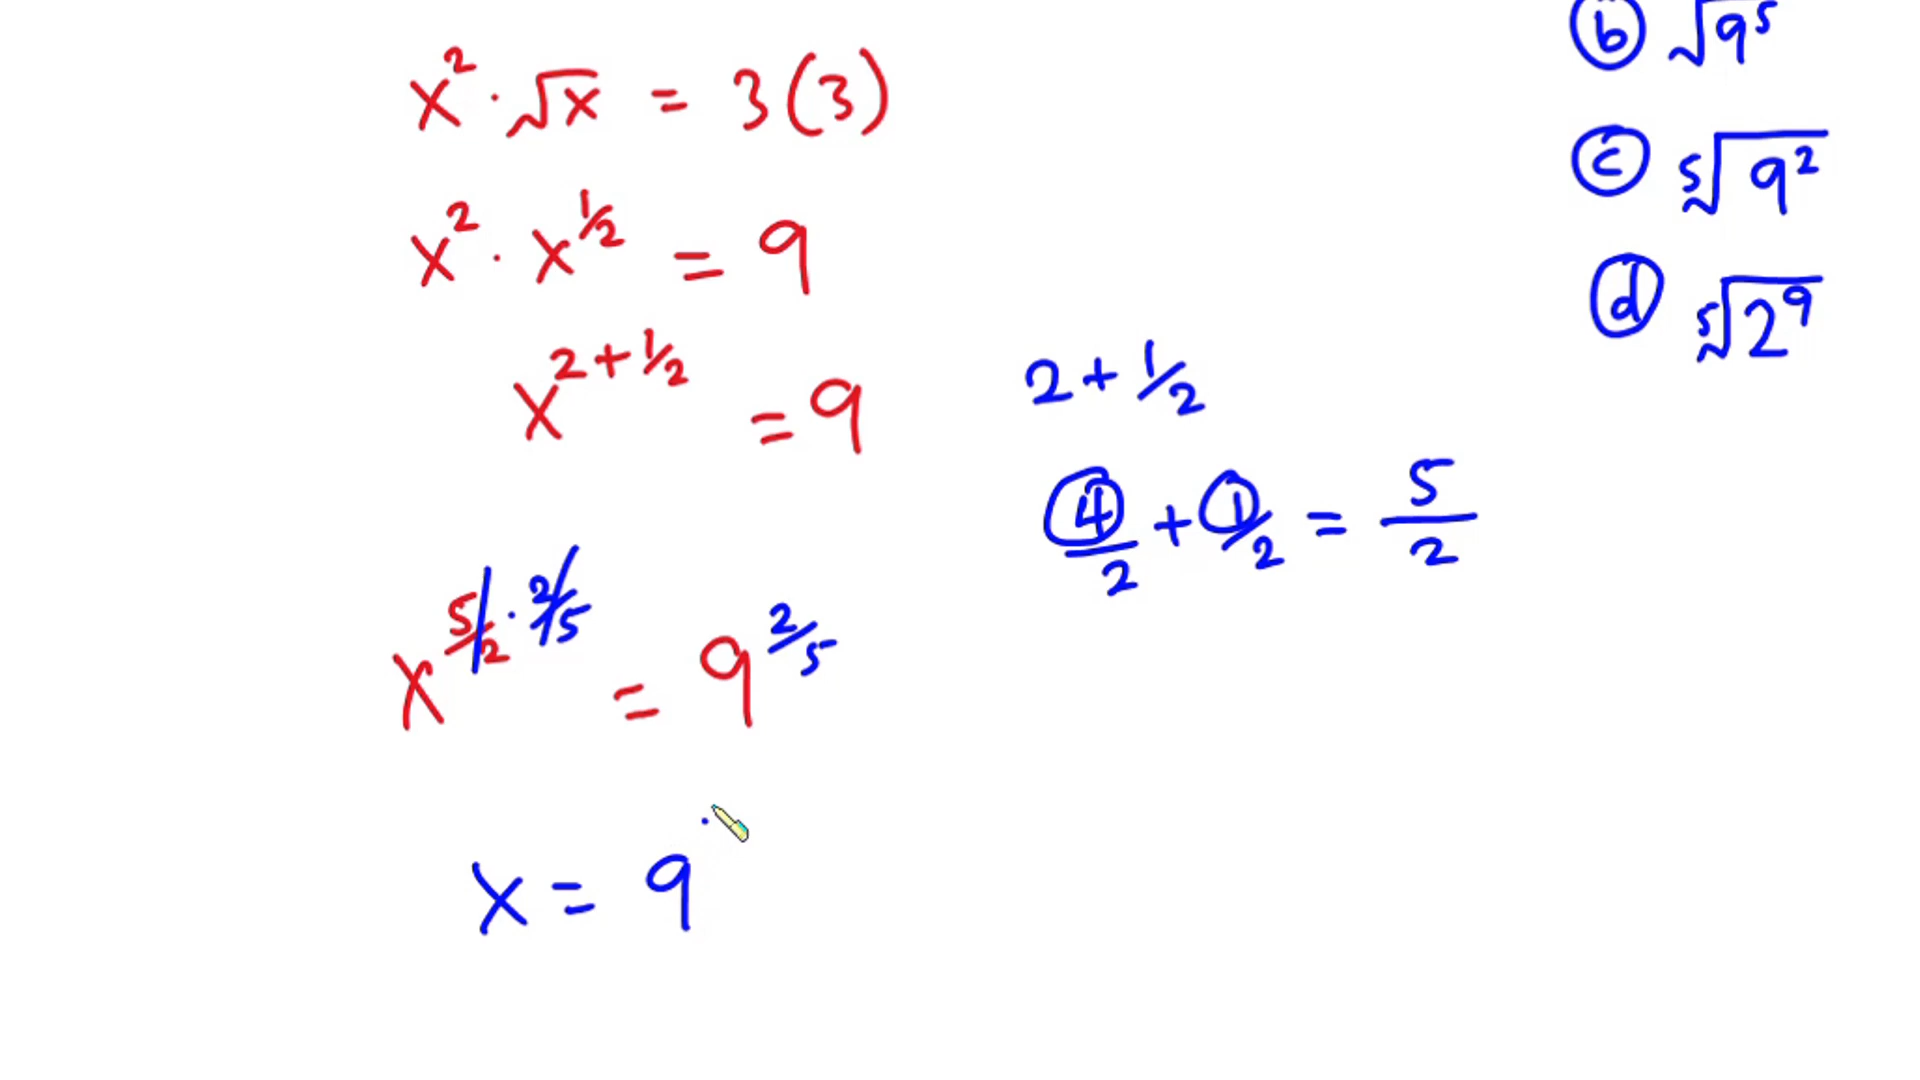 x² · √x = 3(3)
x² · x^½ = 9
x^2+½ = 9
x^5/2 · 2/5 = 9^2/5
x = 9
2 + ½
4/2 + 1/2 = 5/2
b √9⁵
c ⁵√9²
d ⁵√2⁹